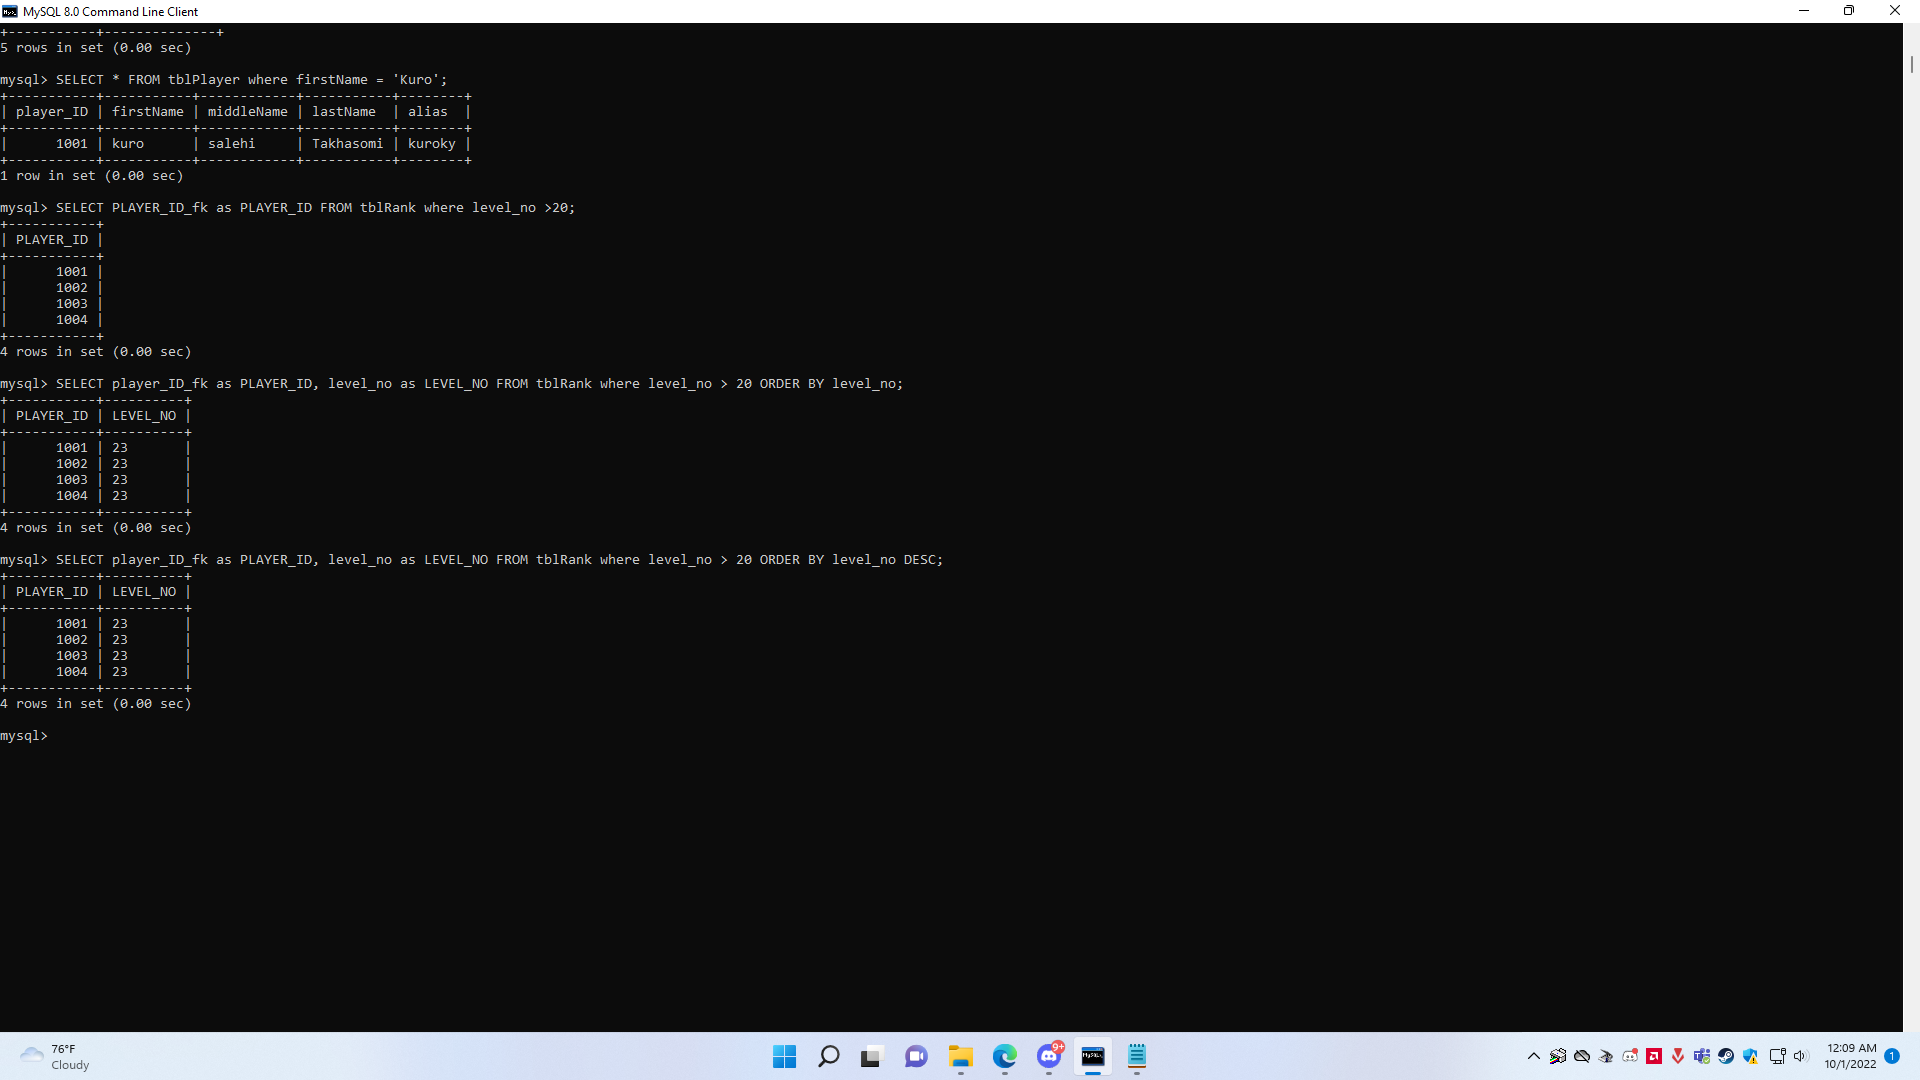 MySQL 8.0 Command Line Client
+-----------+--------------+
5 rows in set (0.00 sec)
mysql> SELECT * FROM tblPlayer where firstName = 'Kuro';
+-----------+-----------+------------+-----------+--------+
| player_ID | firstName | middleName | lastName  | alias  |
+-----------+-----------+------------+-----------+--------+
|      1001 | kuro      | salehi     | Takhasomi | kuroky |
+-----------+-----------+------------+-----------+--------+
1 row in set (0.00 sec)
mysql> SELECT PLAYER_ID_fk as PLAYER_ID FROM tblRank where level_no >20;
+-----------+
| PLAYER_ID |
+-----------+
|      1001 |
|      1002 |
|      1003 |
|      1004 |
+-----------+
4 rows in set (0.00 sec)
mysql> SELECT player_ID_fk as PLAYER_ID, level_no as LEVEL_NO FROM tblRank where level_no > 20 ORDER BY level_no;
+-----------+----------+
| PLAYER_ID | LEVEL_NO |
+-----------+----------+
|      1001 | 23       |
|      1002 | 23       |
|      1003 | 23       |
|      1004 | 23       |
+-----------+----------+
4 rows in set (0.00 sec)
mysql> SELECT player_ID_fk as PLAYER_ID, level_no as LEVEL_NO FROM tblRank where level_no > 20 ORDER BY level_no DESC;
+-----------+----------+
| PLAYER_ID | LEVEL_NO |
+-----------+----------+
|      1001 | 23       |
|      1002 | 23       |
|      1003 | 23       |
|      1004 | 23       |
+-----------+----------+
4 rows in set (0.00 sec)
mysql>
76°F
Cloudy
9+
12:09 AM
10/1/2022
1